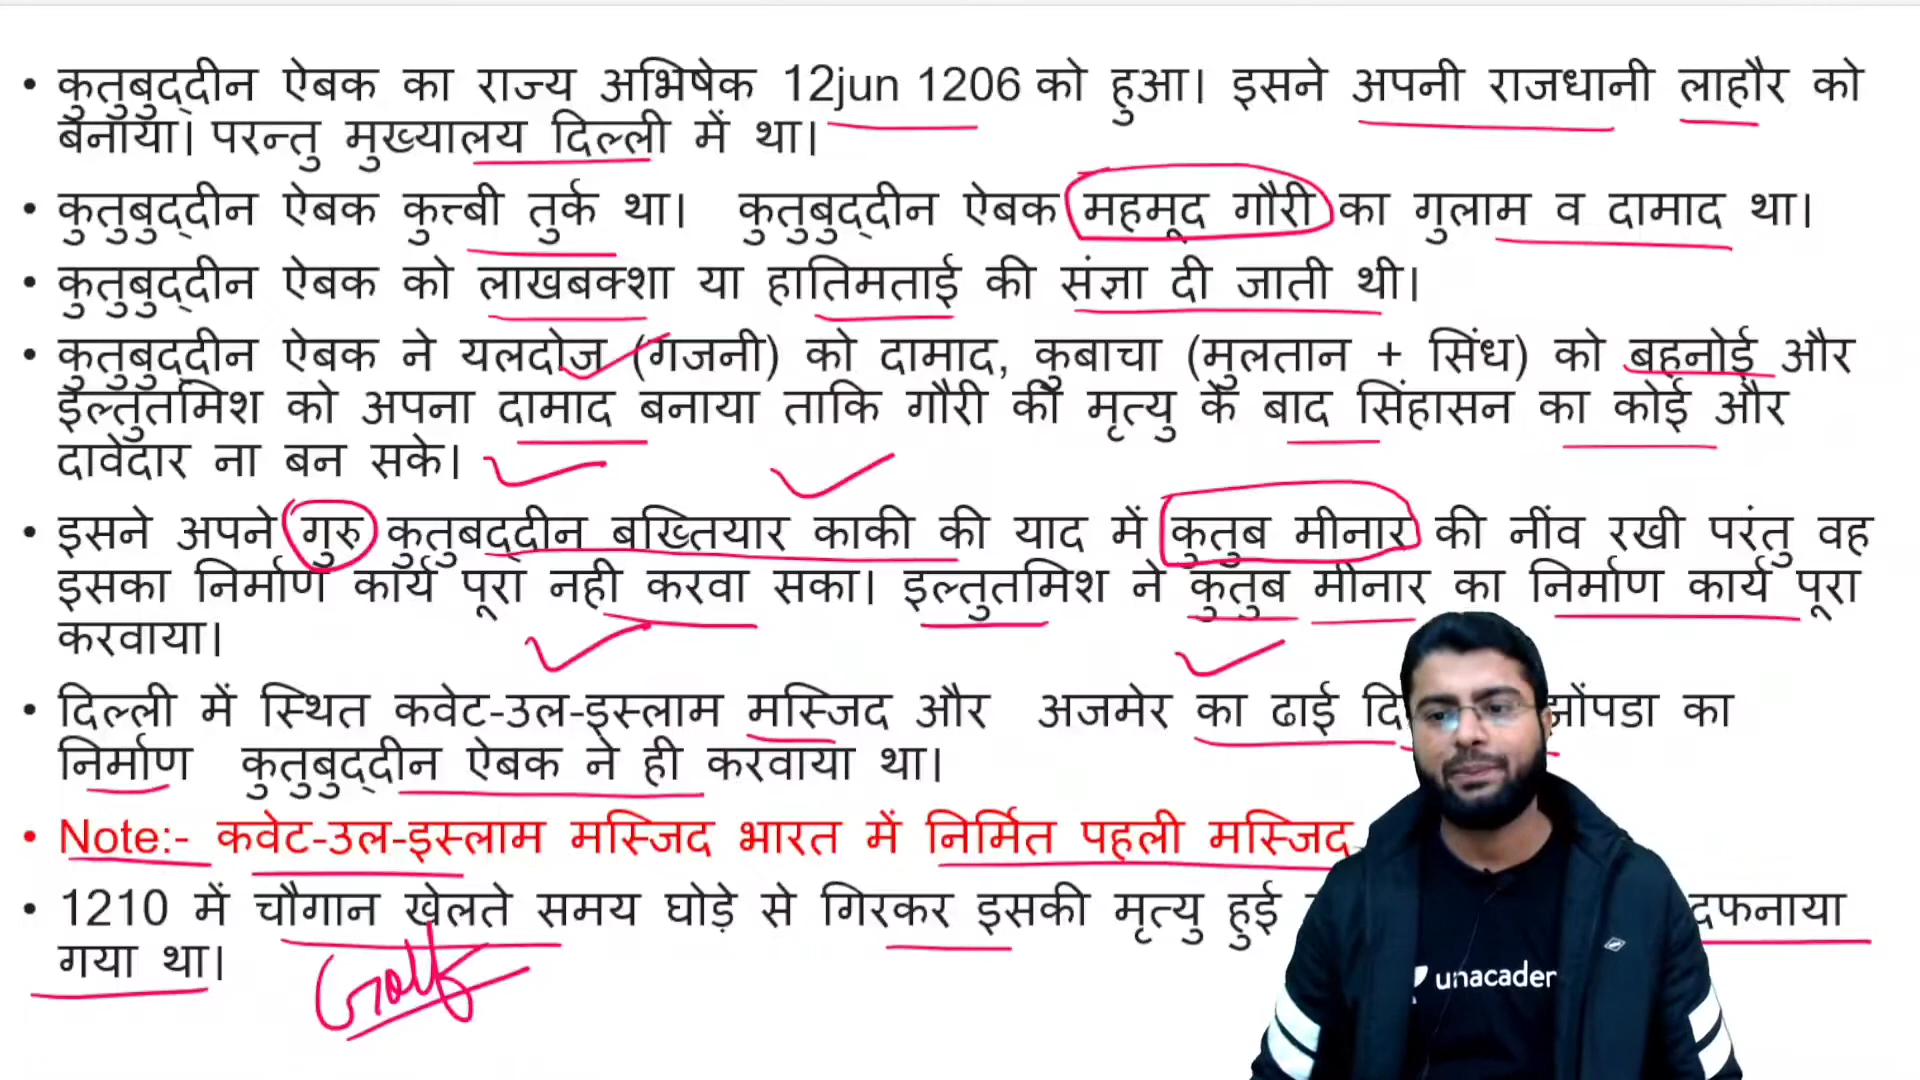 • कुतुबुद्दीन ऐबक का राज्य अभिषेक 12jun 1206 को हुआ। इसने अपनी राजधानी लाहौर को
बनाया। परन्तु मुख्यालय दिल्ली में था।
• कुतुबुद्दीन ऐबक कुत्त्बी तुर्क था। कुतुबुद्दीन ऐबक महमूद गौरी का गुलाम व दामाद था।
• कुतुबुद्दीन ऐबक को लाखबक्शा या हातिमताई की संज्ञा दी जाती थी।
• कुतुबुद्दीन ऐबक ने यलदोज (गजनी) को दामाद, कुबाचा (मुलतान + सिंध) को बहनोई और
इल्तुतमिश को अपना दामाद बनाया ताकि गौरी की मृत्यु के बाद सिंहासन का कोई और
दावेदार ना बन सके।
• इसने अपने गुरु कुतुबद्दीन बख्तियार काकी की याद में कुतुब मीनार की नींव रखी परंतु वह
इसका निर्माण कार्य पूरा नही करवा सका। इल्तुतमिश ने कुतुब मीनार का निर्माण कार्य पूरा
करवाया।
• दिल्ली में स्थित कवेट-उल-इस्लाम मस्जिद और अजमेर का ढाई झोंपडा का
निर्माण कुतुबुद्दीन ऐबक ने ही करवाया था।
• Note:- कवेट-उल-इस्लाम मस्जिद भारत में निर्मित पहली मस्जिद
• 1210 में चौगान खेलते समय घोड़े से गिरकर इसकी मृत्यु हुई दफनाया
गया था।
Golf
unacader